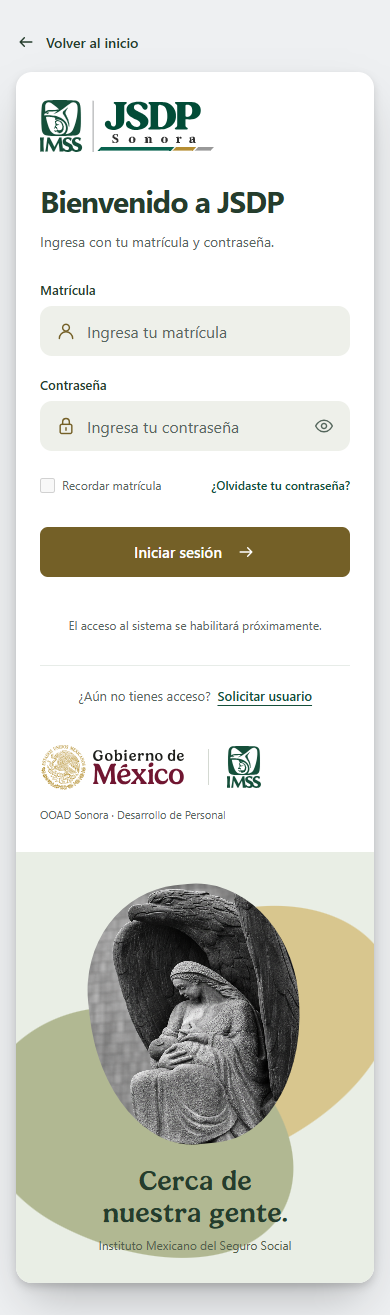 Volver al inicio
IMSS
JSDP
Sonora
Bienvenido a JSDP
Ingresa con tu matrícula y contraseña.
Matrícula
Ingresa tu matrícula
Contraseña
Ingresa tu contraseña
Recordar matrícula
¿Olvidaste tu contraseña?
Iniciar sesión
El acceso al sistema se habilitará próximamente.
¿Aún no tienes acceso? Solicitar usuario
Gobierno de
México
IMSS
OOAD Sonora · Desarrollo de Personal
Cerca de
nuestra gente.
Instituto Mexicano del Seguro Social